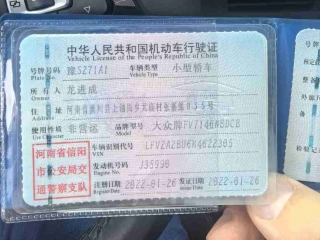 中华人民共和国机动车行驶证
Vehicle License of the People's Republic of China
号牌号码 豫S271A1 车辆类型 小型轿车
Plate No. Vehicle Type
所有人 龙进成
Owner
住址
Address
使用性质 非营运 品牌型号 大众牌FV7146BBDCB
Use Character Model
河南省信阳 车辆识别代号
VIN
市公安局交 发动机号码 J35998
Engine No.
通警察支队 注册日期 2022-01-26 发证日期 2022-01-26
Register Date Issue Date